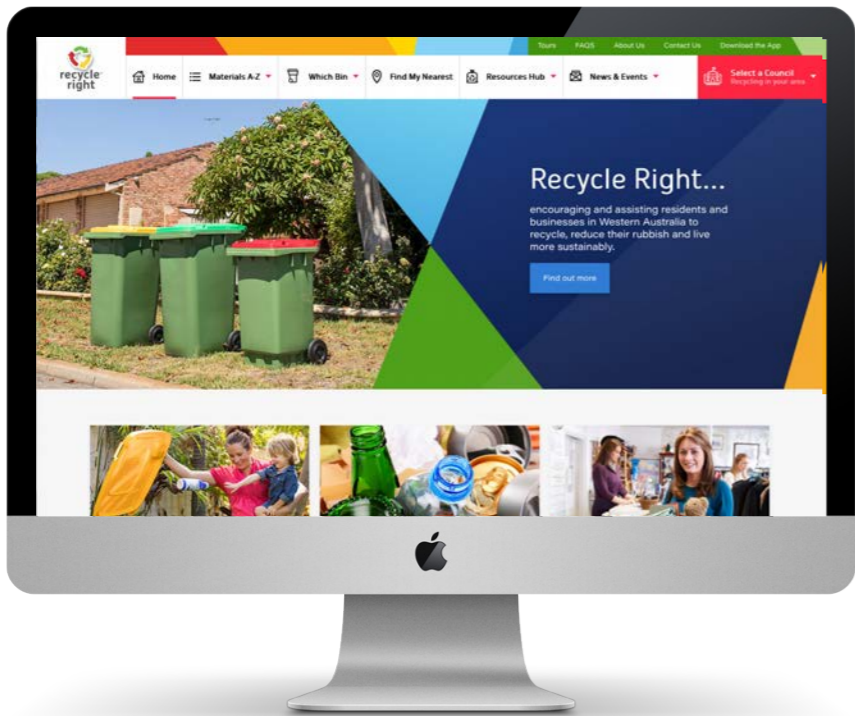 Tours FAQS About Us Contact Us Download the App
recycle
right
Home Materials A-Z Which Bin Find My Nearest Resources Hub News & Events
Select a Council
Recycling in your area
Recycle Right...
encouraging and assisting residents and
businesses in Western Australia to
recycle, reduce their rubbish and live
more sustainably.
Find out more